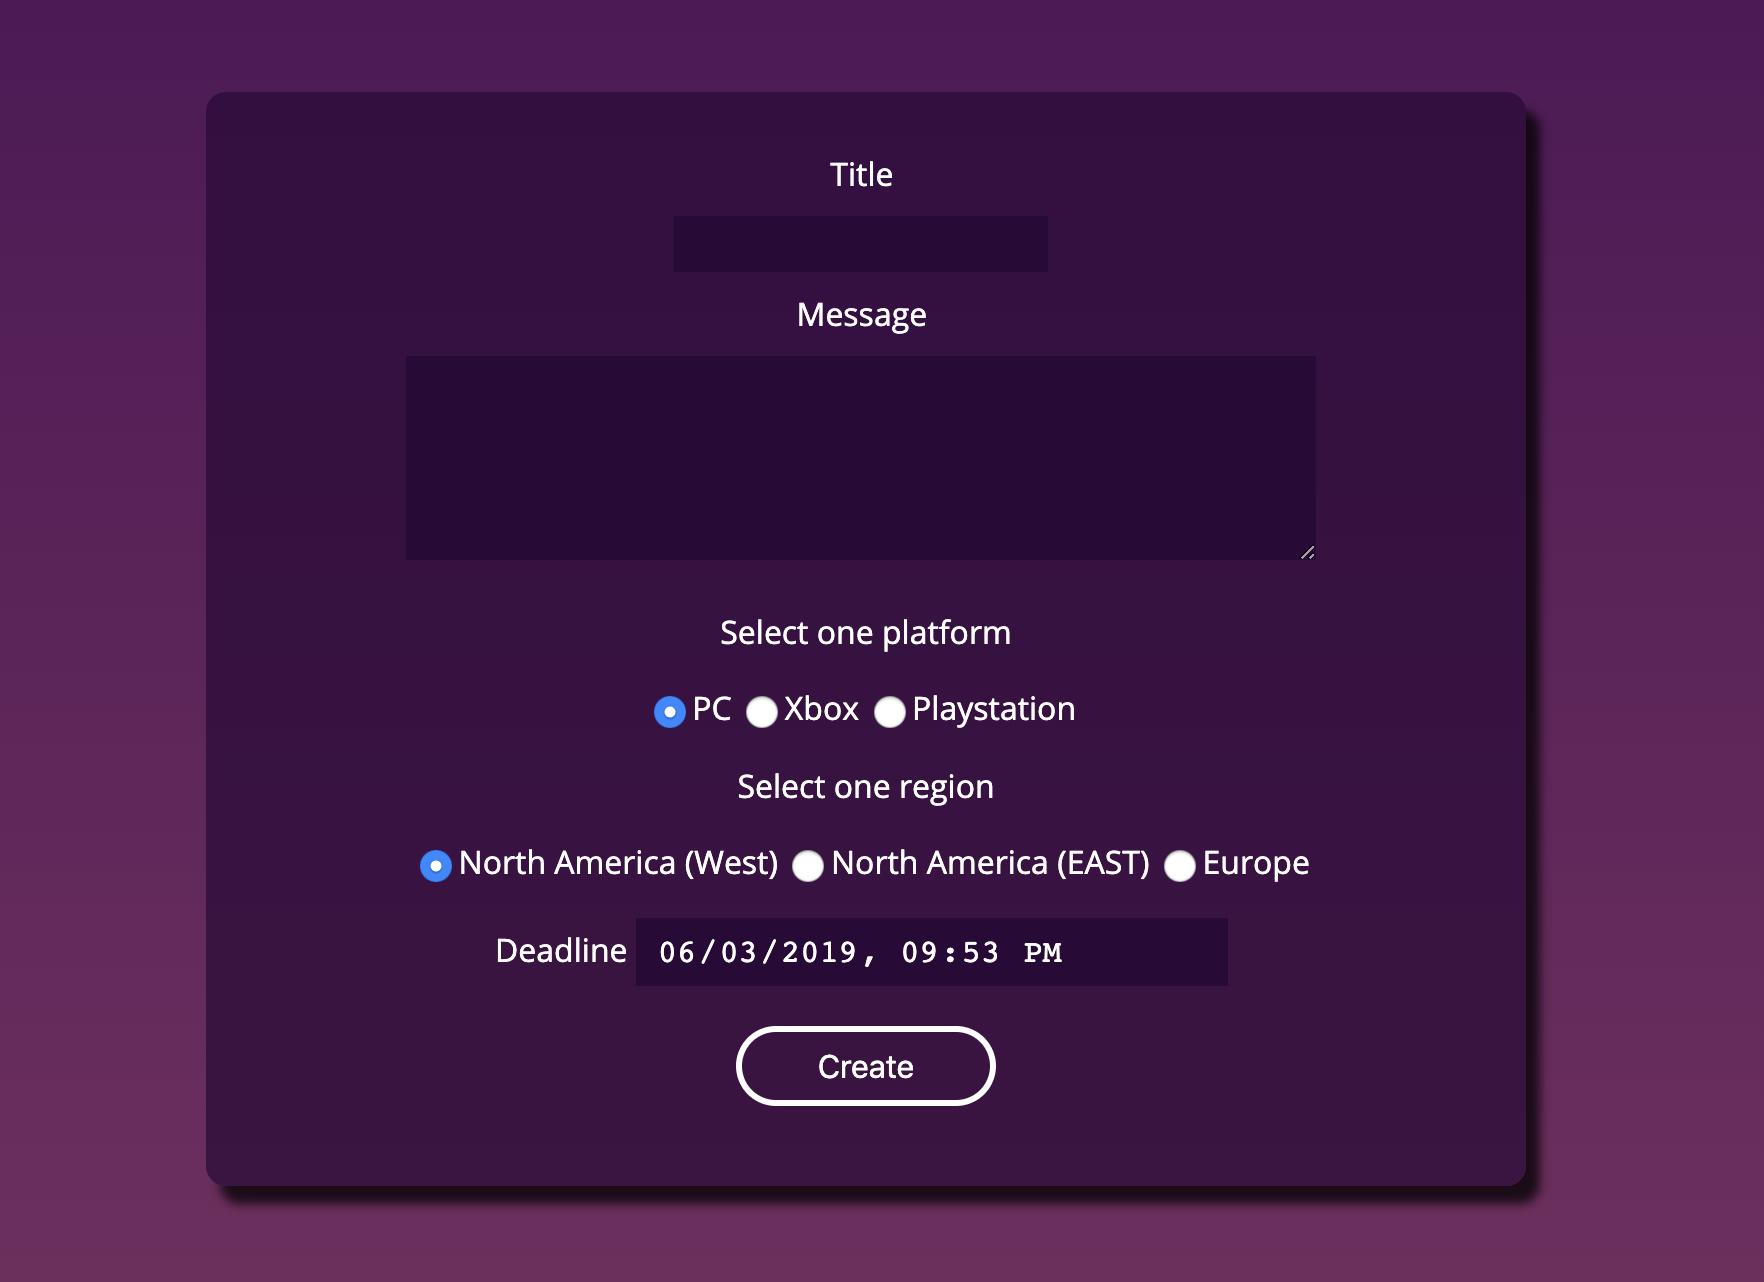 Title
Message
Select one platform
PC Xbox Playstation
Select one region
North America (West) North America (EAST) Europe
Deadline 06/03/2019, 09:53 PM
Create